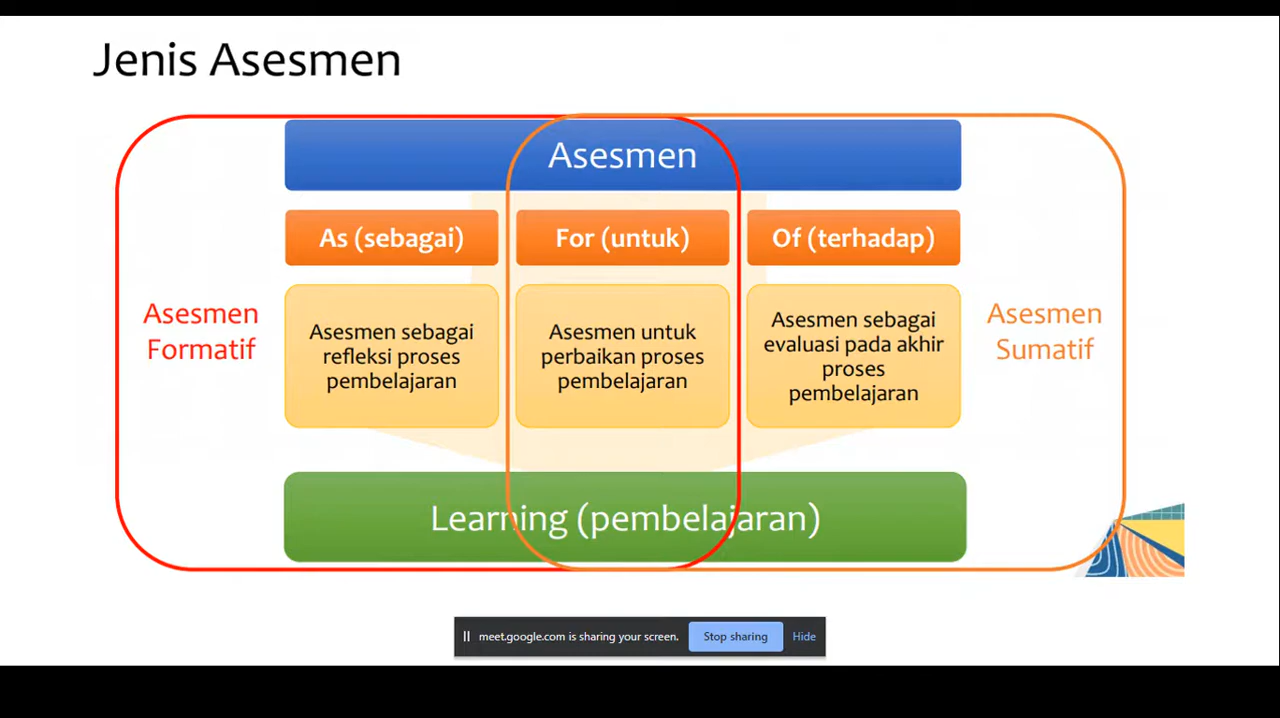 Jenis Asesmen
Asesmen
As (sebagai)
For (untuk)
Of (terhadap)
Asesmen
Formatif
Asesmen sebagai
refleksi proses
pembelajaran
Asesmen untuk
perbaikan proses
pembelajaran
Asesmen sebagai
evaluasi pada akhir
proses
pembelajaran
Asesmen
Sumatif
Learning (pembelajaran)
meet.google.com is sharing your screen.
Stop sharing
Hide